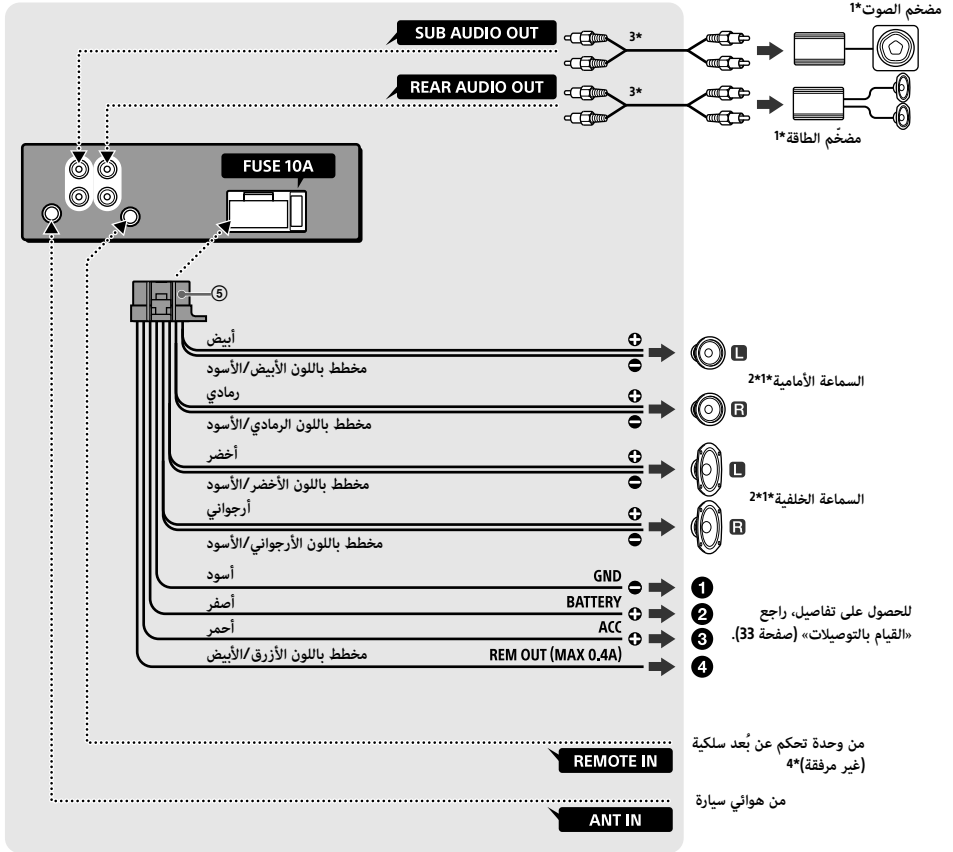 مضخم الصوت*1
SUB AUDIO OUT
3*
REAR AUDIO OUT
3*
مضخّم الطاقة*1
FUSE 10A
5
أبيض
L
مخطط باللون الأبيض/الأسود
السماعة الأمامية*1*2
رمادي
R
مخطط باللون الرمادي/الأسود
أخضر
L
مخطط باللون الأخضر/الأسود
السماعة الخلفية*1*2
أرجواني
R
مخطط باللون الأرجواني/الأسود
أسود GND 1
أصفر BATTERY 2
أحمر ACC 3
مخطط باللون الأزرق/الأبيض REM OUT (MAX 0.4A) 4
للحصول على تفاصيل، راجع
«القيام بالتوصيلات» (صفحة 33).
من وحدة تحكم عن بُعد سلكية
(غير مرفقة)*4
REMOTE IN
من هوائي سيارة
ANT IN